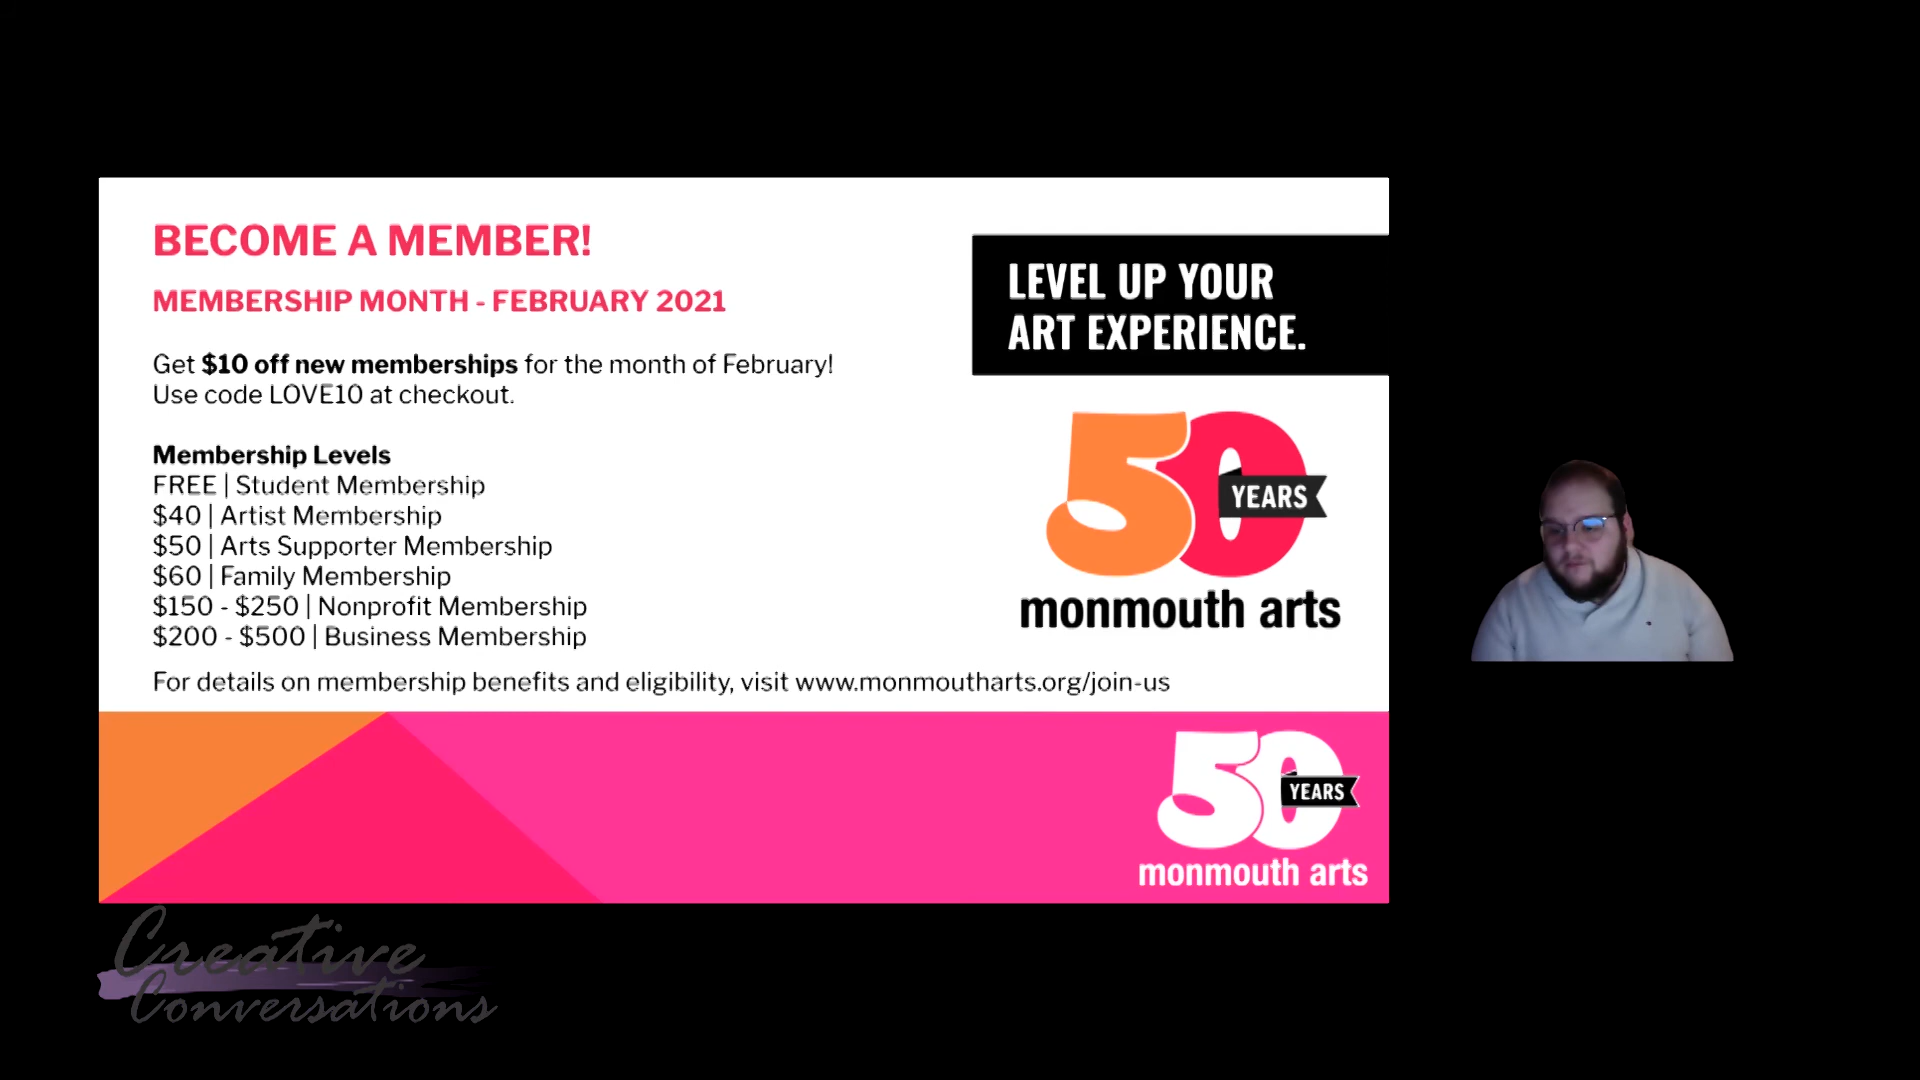 BECOME A MEMBER!
MEMBERSHIP MONTH - FEBRUARY 2021
Get $10 off new memberships for the month of February!
Use code LOVE10 at checkout.
Membership Levels
FREE | Student Membership
$40 | Artist Membership
$50 | Arts Supporter Membership
$60 | Family Membership
$150 - $250 | Nonprofit Membership
$200 - $500 | Business Membership
For details on membership benefits and eligibility, visit www.monmoutharts.org/join-us
LEVEL UP YOUR
ART EXPERIENCE.
50
YEARS
monmouth arts
50
YEARS
monmouth arts
Creative
Conversations